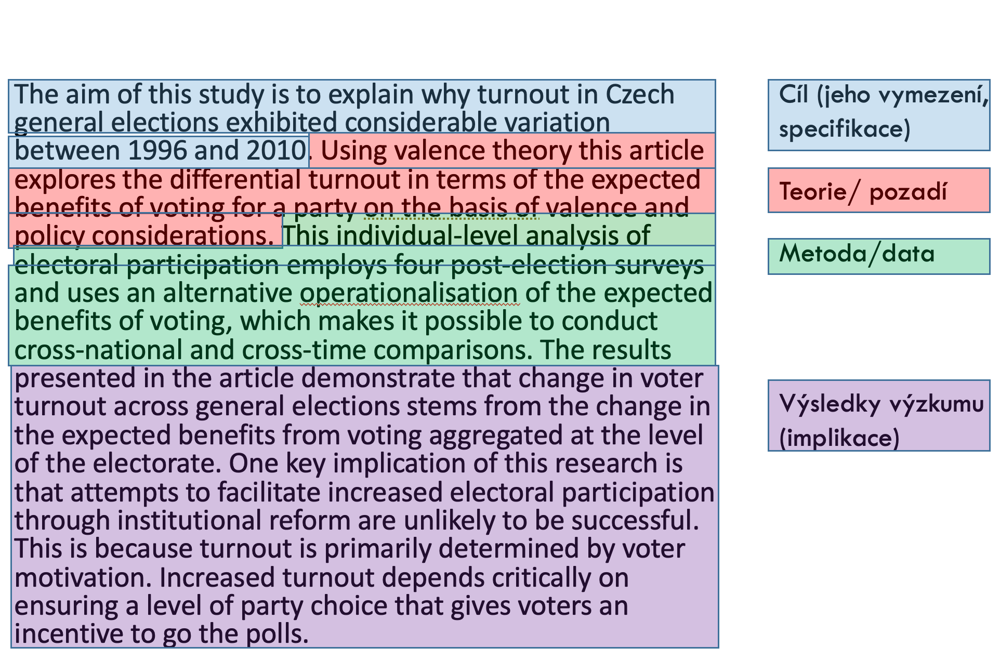 The aim of this study is to explain why turnout in Czech
general elections exhibited considerable variation
between 1996 and 2010. Using valence theory this article
explores the differential turnout in terms of the expected
benefits of voting for a party on the basis of valence and
policy considerations. This individual-level analysis of
electoral participation employs four post-election surveys
and uses an alternative operationalisation of the expected
benefits of voting, which makes it possible to conduct
cross-national and cross-time comparisons. The results
presented in the article demonstrate that change in voter
turnout across general elections stems from the change in
the expected benefits from voting aggregated at the level
of the electorate. One key implication of this research is
that attempts to facilitate increased electoral participation
through institutional reform are unlikely to be successful.
This is because turnout is primarily determined by voter
motivation. Increased turnout depends critically on
ensuring a level of party choice that gives voters an
incentive to go the polls.
Cíl (jeho vymezení,
specifikace)
Teorie/ pozadí
Metoda/data
Výsledky výzkumu
(implikace)